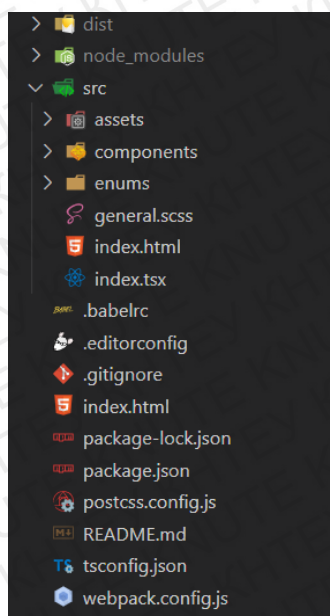 dist
node_modules
src
assets
components
enums
general.scss
index.html
index.tsx
.babelrc
.editorconfig
.gitignore
index.html
package-lock.json
package.json
postcss.config.js
README.md
tsconfig.json
webpack.config.js